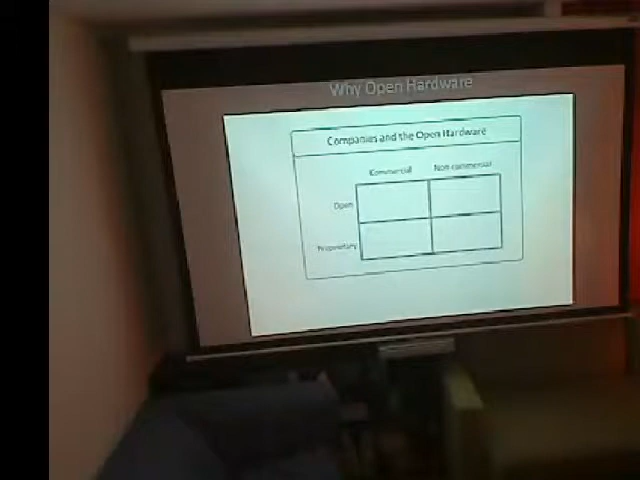 Why Open Hardware
Companies and the Open Hardware
Commercial Non commercial
Open
Proprietary